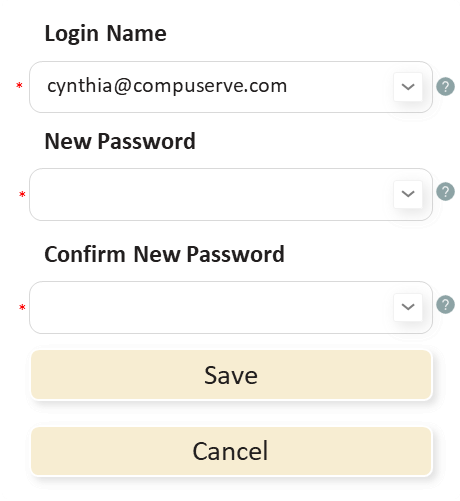 Login Name
* cynthia@compuserve.com ?
New Password
* ?
Confirm New Password
* ?
Save
Cancel